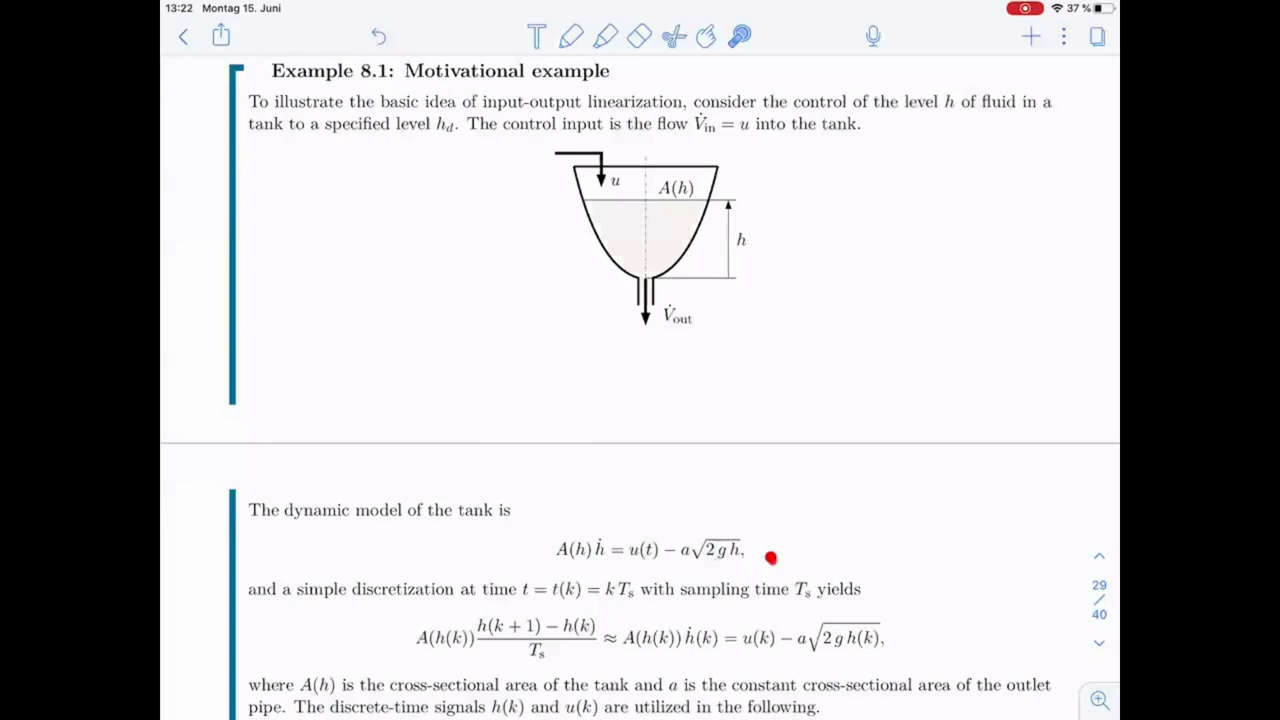 13:22 Montag 15. Juni 37 %
T
Example 8.1: Motivational example
To illustrate the basic idea of input-output linearization, consider the control of the level h of fluid in a
tank to a specified level h_d. The control input is the flow V̇_in = u into the tank.
u
A(h)
h
V̇_out
The dynamic model of the tank is
A(h) ḣ = u(t) − a√(2 g h),
and a simple discretization at time t = t(k) = k T_s with sampling time T_s yields
29
/
40
A(h(k)) (h(k + 1) − h(k))/T_s ≈ A(h(k)) ḣ(k) = u(k) − a√(2 g h(k)),
where A(h) is the cross-sectional area of the tank and a is the constant cross-sectional area of the outlet
pipe. The discrete-time signals h(k) and u(k) are utilized in the following.